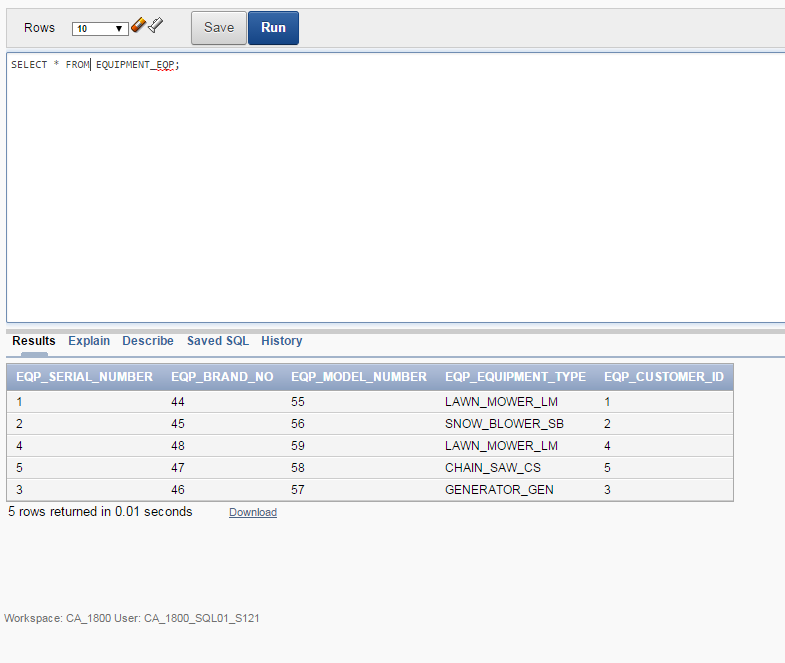 Rows 10 Save Run
SELECT * FROM EQUIPMENT_EQP;
Results Explain Describe Saved SQL History
EQP_SERIAL_NUMBER EQP_BRAND_NO EQP_MODEL_NUMBER EQP_EQUIPMENT_TYPE EQP_CUSTOMER_ID
1 44 55 LAWN_MOWER_LM 1
2 45 56 SNOW_BLOWER_SB 2
4 48 59 LAWN_MOWER_LM 4
5 47 58 CHAIN_SAW_CS 5
3 46 57 GENERATOR_GEN 3
5 rows returned in 0.01 seconds Download
Workspace: CA_1800 User: CA_1800_SQL01_S121